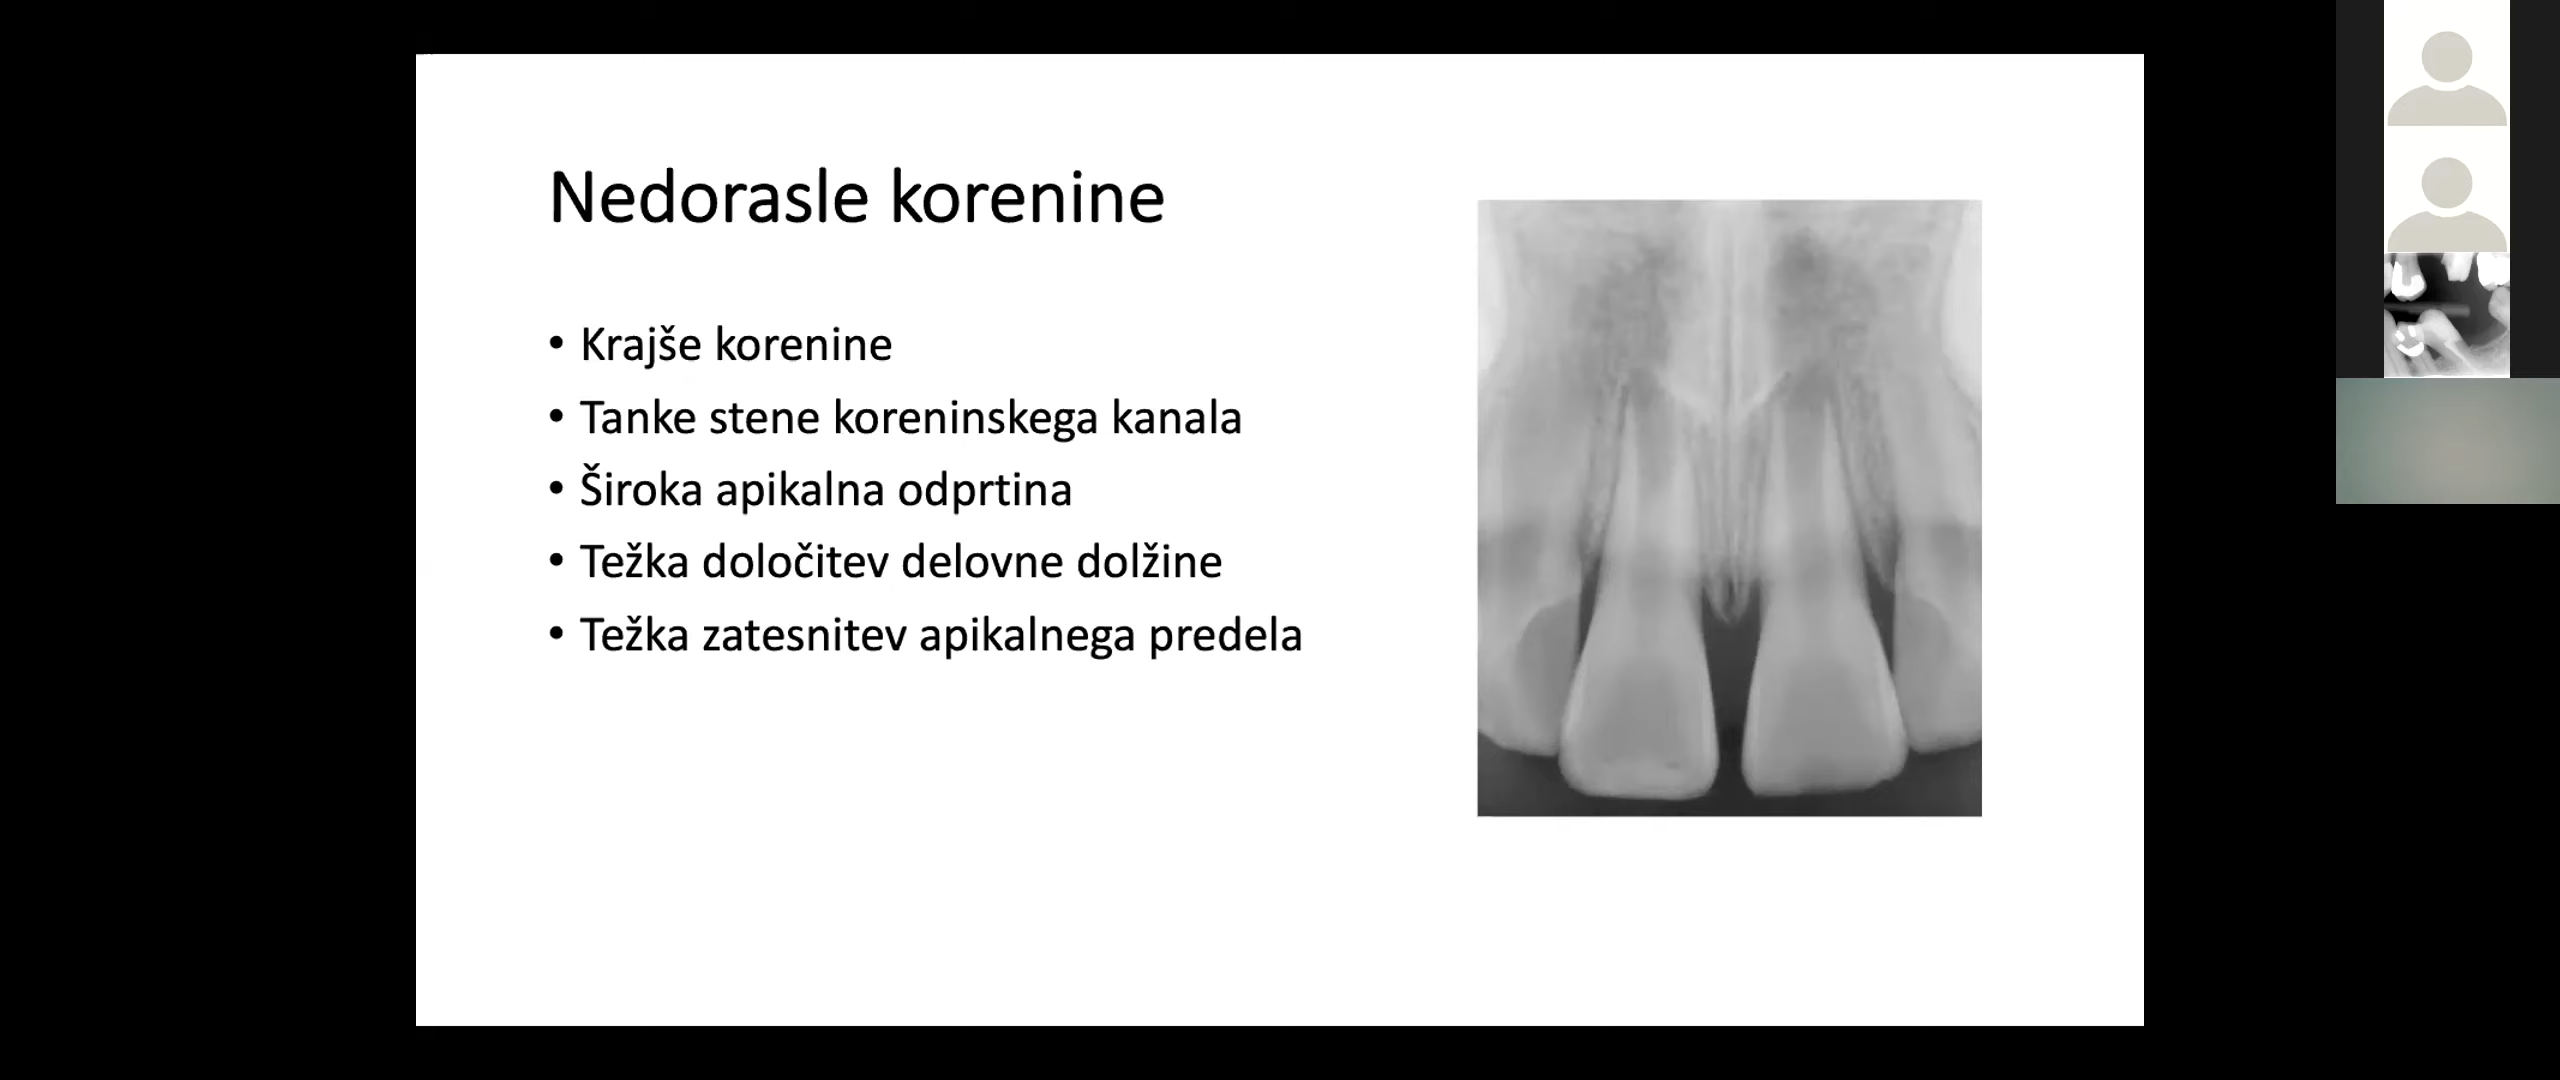 Nedorasle korenine
• Krajše korenine
• Tanke stene koreninskega kanala
• Široka apikalna odprtina
• Težka določitev delovne dolžine
• Težka zatesnitev apikalnega predela